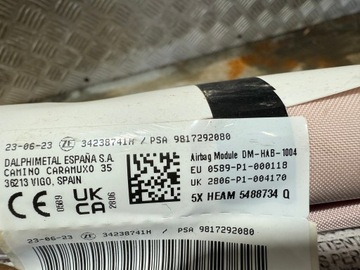 23-06-23 ZF 34238741H / PSA 9817292080
DALPHIMETAL ESPAÑA S.A.
CAMINO CARAMUXO 35
36213 VIGO, SPAIN
CE 0589 UK CA 2806
Airbag Module DM-HAB-1004
EU 0589-P1-000118
UK 2806-P1-004170
5X HEAM 5488734 Q
23-06-23 ZF 34238741H / PSA 9817292080